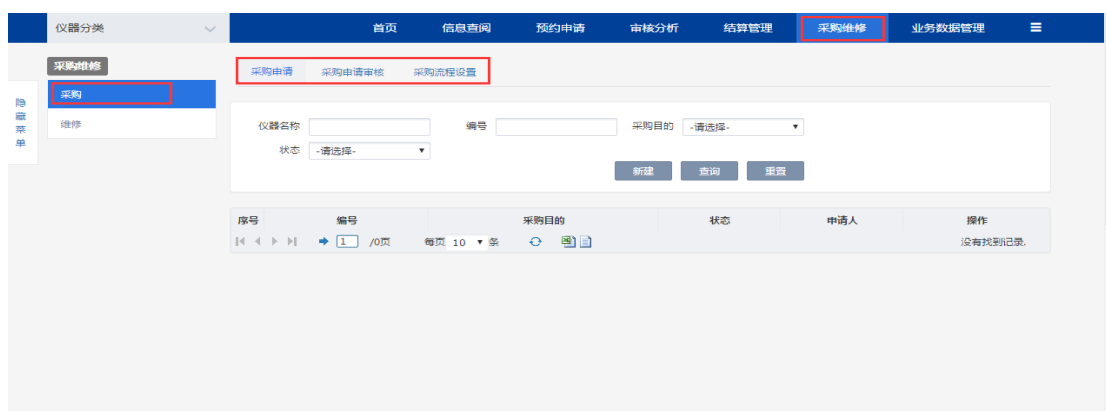 仪器分类 首页 信息查阅 预约申请 审核分析 结算管理 采购维修 业务数据管理
采购维修
采购申请 采购申请审核 采购流程设置
采购
隐藏菜单
维修
仪器名称 编号 采购目的 -请选择-
状态 -请选择-
新建 查询 重置
序号 编号 采购目的 状态 申请人 操作
1 /0页 每页 10 条 没有找到记录.